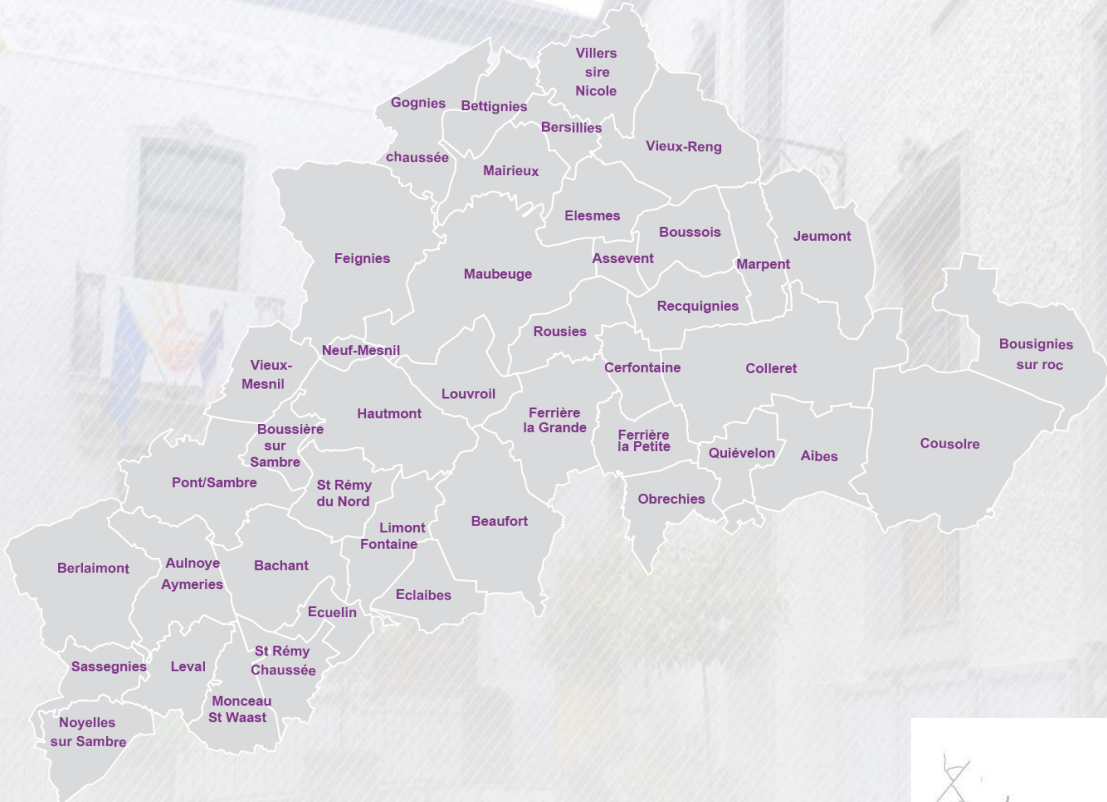 Villers
sire
Nicole
Gognies
chaussée
Bettignies
Bersillies
Vieux-Reng
Mairieux
Elesmes
Boussois
Jeumont
Feignies
Maubeuge
Assevent
Marpent
Recquignies
Rousies
Neuf-Mesnil
Vieux-
Mesnil
Cerfontaine
Colleret
Bousignies
sur roc
Louvroil
Hautmont
Ferrière
la Grande
Boussière
sur
Sambre
Ferrière
la Petite
Quiévelon
Aibes
Cousolre
Pont/Sambre
St Rémy
du Nord
Obrechies
Limont
Fontaine
Beaufort
Berlaimont
Aulnoye
Aymeries
Bachant
Eclaibes
Ecuelin
Sassegnies
Leval
St Rémy
Chaussée
Monceau
St Waast
Noyelles
sur Sambre